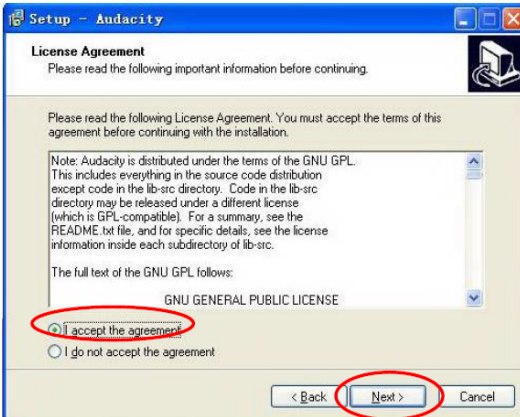 Setup - Audacity
License Agreement
Please read the following important information before continuing.
Please read the following License Agreement. You must accept the terms of this
agreement before continuing with the installation.
Note: Audacity is distributed under the terms of the GNU GPL.
This includes everything in the source code distribution
except code in the lib-src directory. Code in the lib-src
directory may be released under a different license
(which is GPL-compatible). For a summary, see the
README.txt file, and for specific details, see the license
information inside each subdirectory of lib-src.
The full text of the GNU GPL follows:
GNU GENERAL PUBLIC LICENSE
I accept the agreement
I do not accept the agreement
< Back
Next >
Cancel